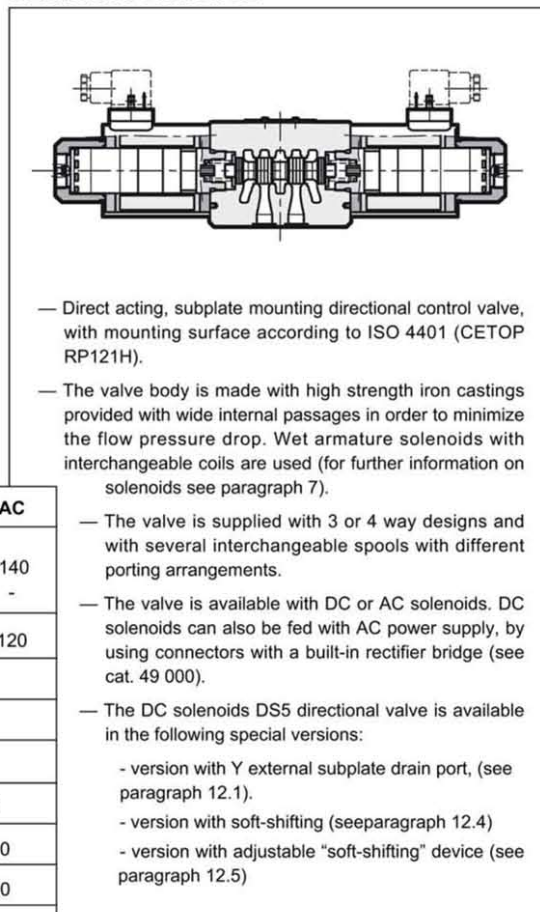 — Direct acting, subplate mounting directional control valve,
with mounting surface according to ISO 4401 (CETOP
RP121H).
— The valve body is made with high strength iron castings
provided with wide internal passages in order to minimize
the flow pressure drop. Wet armature solenoids with
interchangeable coils are used (for further information on
solenoids see paragraph 7).
— The valve is supplied with 3 or 4 way designs and
with several interchangeable spools with different
porting arrangements.
— The valve is available with DC or AC solenoids. DC
solenoids can also be fed with AC power supply, by
using connectors with a built-in rectifier bridge (see
cat. 49 000).
— The DC solenoids DS5 directional valve is available
in the following special versions:
- version with Y external subplate drain port, (see
paragraph 12.1).
- version with soft-shifting (seeparagraph 12.4)
- version with adjustable “soft-shifting” device (see
paragraph 12.5)
AC
140
-
120
0
0